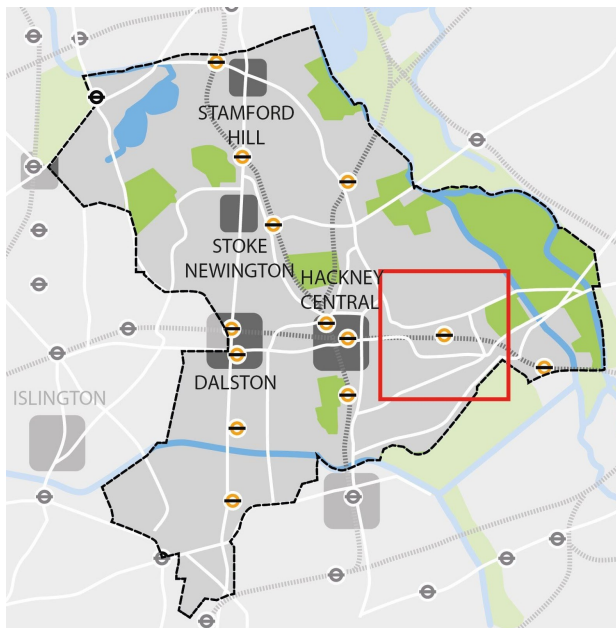 STAMFORD
HILL
STOKE
NEWINGTON
HACKNEY
CENTRAL
DALSTON
ISLINGTON